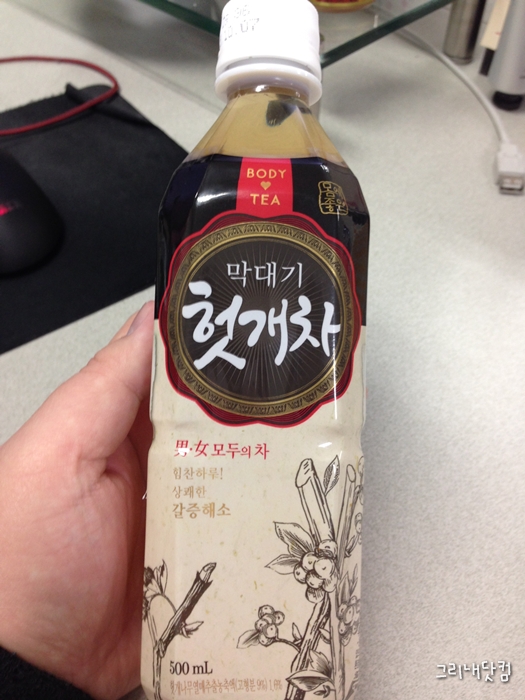 BODY
TEA
막대기
헛개차
男·女 모두의 차
힘찬하루!
상쾌한
갈증해소
500 mL
그리내닷컴